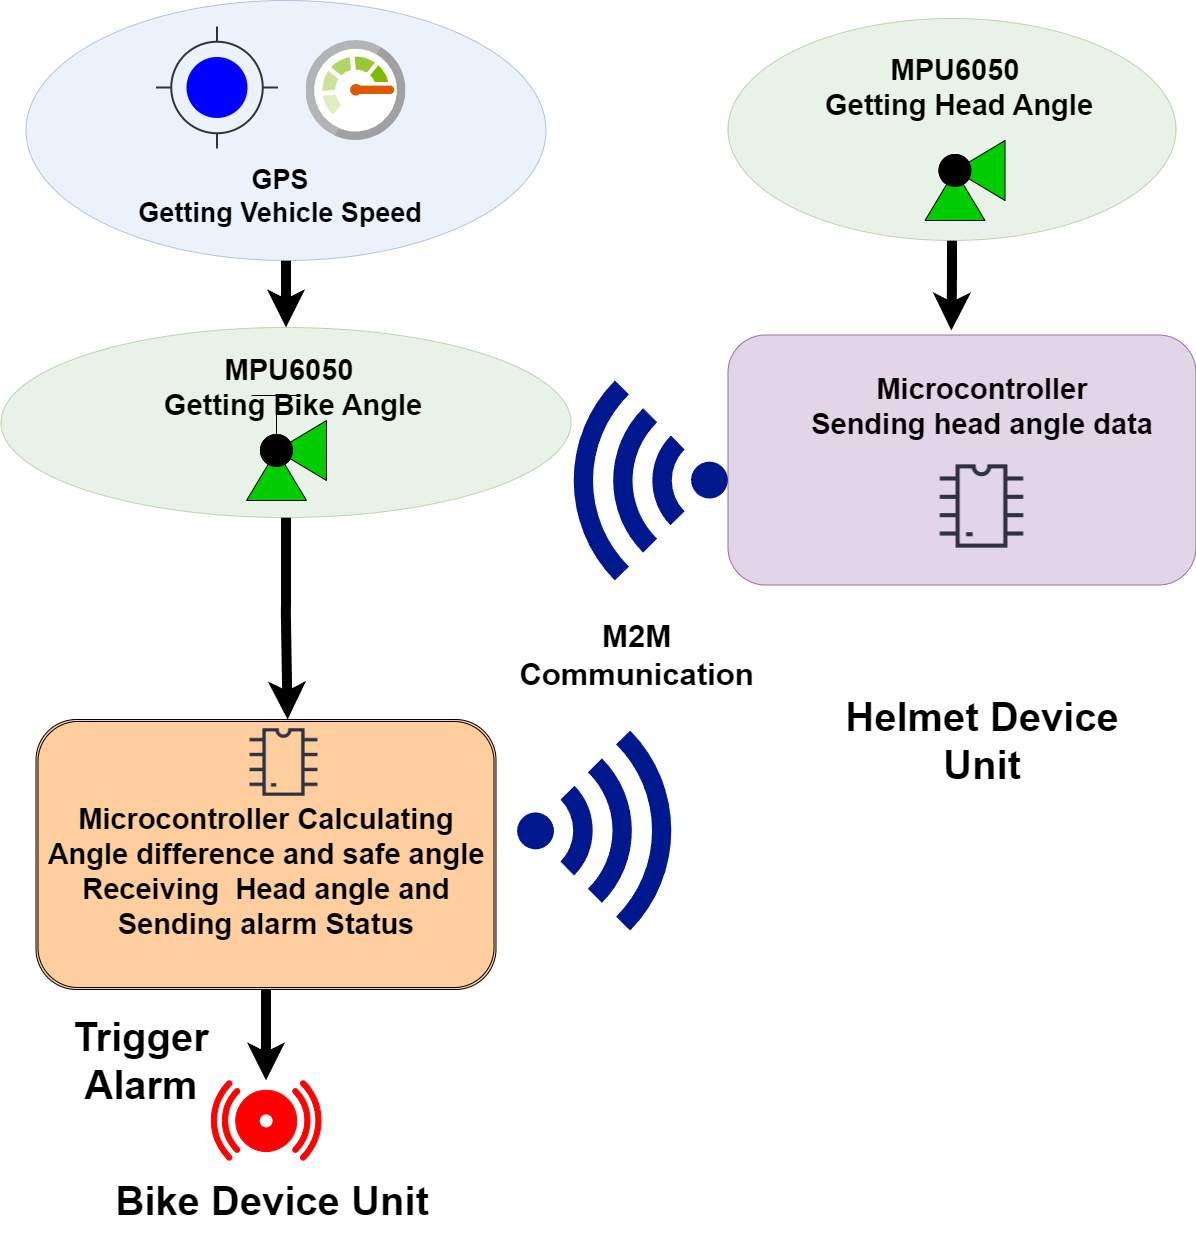 GPS
Getting Vehicle Speed
MPU6050
Getting Head Angle
MPU6050
Getting Bike Angle
Microcontroller
Sending head angle data
M2M
Communication
Helmet Device
Unit
Microcontroller Calculating
Angle difference and safe angle
Receiving  Head angle and
Sending alarm Status
Trigger
Alarm
Bike Device Unit